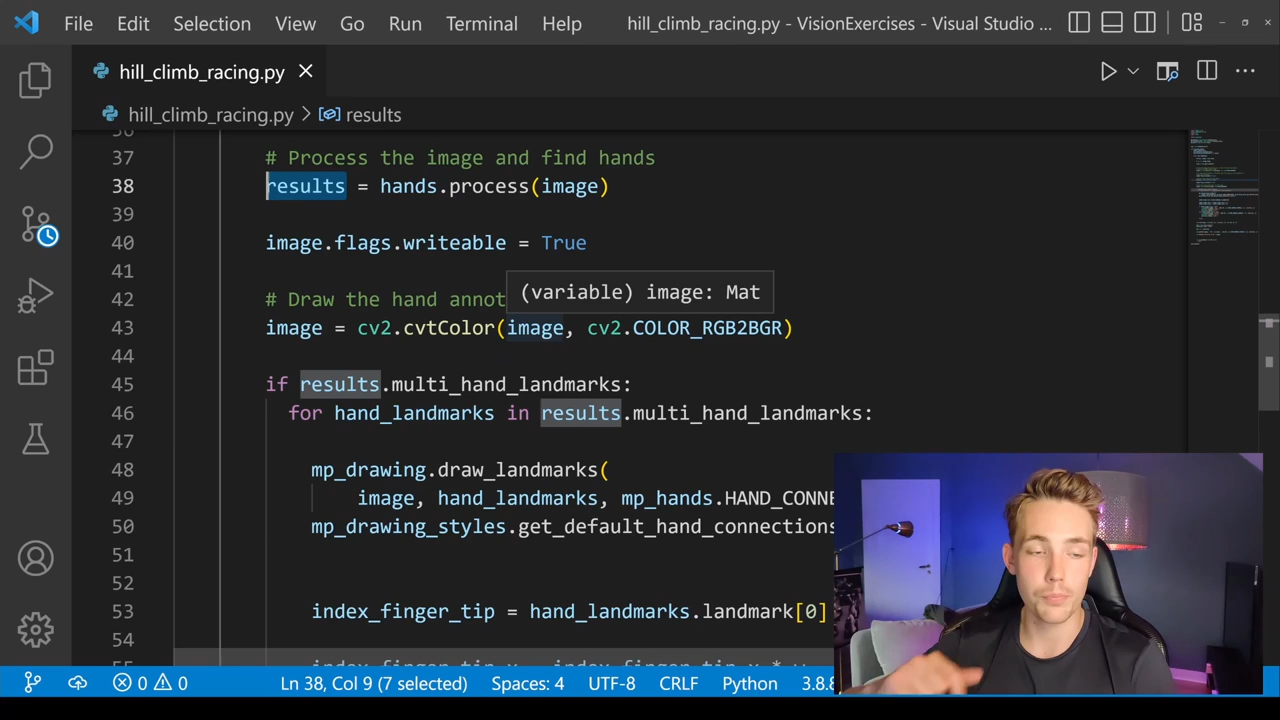 File Edit Selection View Go Run Terminal Help hill_climb_racing.py - VisionExercises - Visual Studio ...
hill_climb_racing.py
hill_climb_racing.py > results
36
37 # Process the image and find hands
38 results = hands.process(image)
39
40 image.flags.writeable = True
41
(variable) image: Mat
42 # Draw the hand annot
43 image = cv2.cvtColor(image, cv2.COLOR_RGB2BGR)
44
45 if results.multi_hand_landmarks:
46 for hand_landmarks in results.multi_hand_landmarks:
47
48 mp_drawing.draw_landmarks(
49 image, hand_landmarks, mp_hands.HAND_CONNE
50 mp_drawing_styles.get_default_hand_connections
51
52
53 index_finger_tip = hand_landmarks.landmark[0]
54
55 index_finger_tip_x = index_finger_tip.x * w
0 0 Ln 38, Col 9 (7 selected) Spaces: 4 UTF-8 CRLF Python 3.8.8